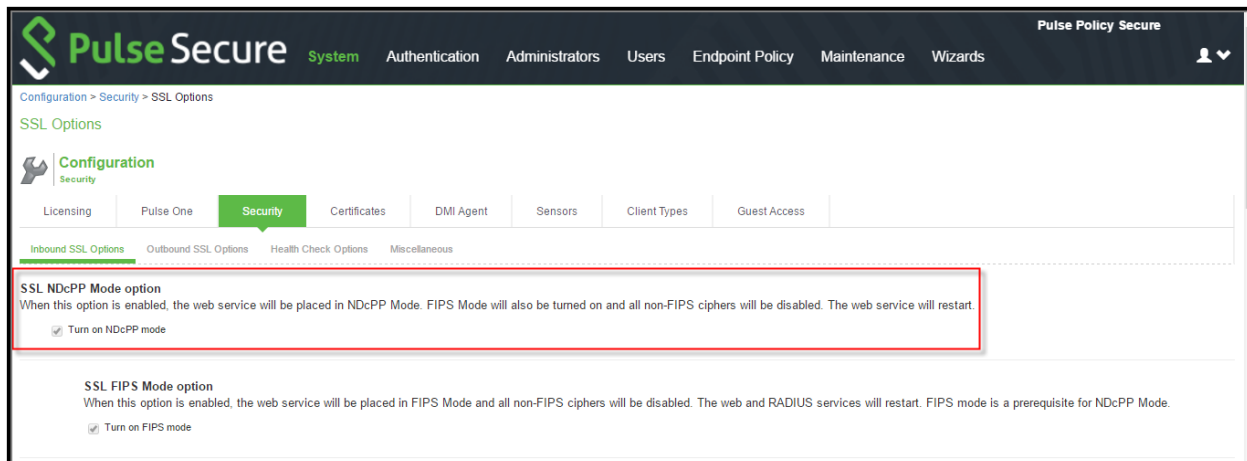 Pulse Policy Secure
Pulse Secure System Authentication Administrators Users Endpoint Policy Maintenance Wizards
Configuration > Security > SSL Options
SSL Options
Configuration
Security
Licensing Pulse One Security Certificates DMI Agent Sensors Client Types Guest Access
Inbound SSL Options Outbound SSL Options Health Check Options Miscellaneous
SSL NDcPP Mode option
When this option is enabled, the web service will be placed in NDcPP Mode. FIPS Mode will also be turned on and all non-FIPS ciphers will be disabled. The web service will restart.
Turn on NDcPP mode
SSL FIPS Mode option
When this option is enabled, the web service will be placed in FIPS Mode and all non-FIPS ciphers will be disabled. The web and RADIUS services will restart. FIPS mode is a prerequisite for NDcPP Mode.
Turn on FIPS mode